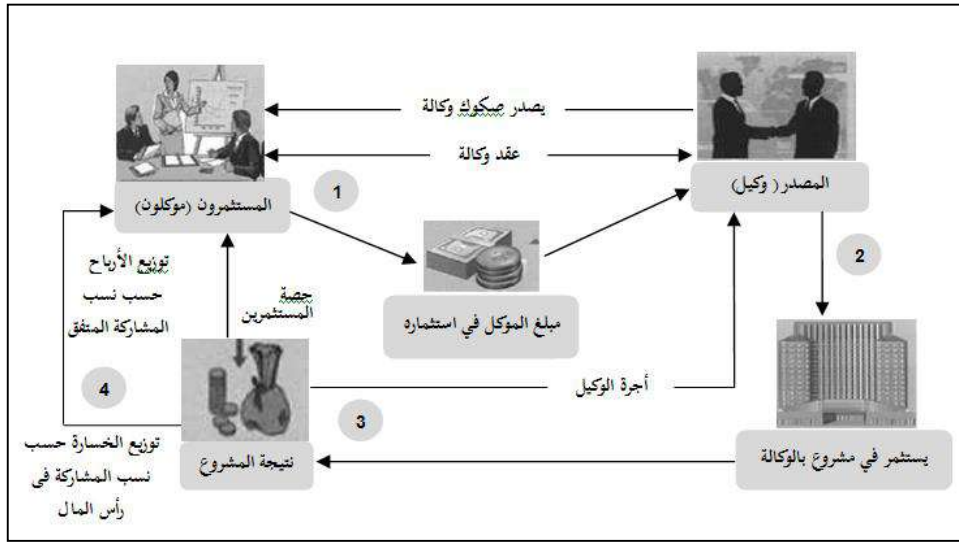 يصدر صكوك وكالة
عقد وكالة
المصدر( وكيل)
المستثمرون (موكلون)
1
2
توزيع الأرباح
حسب نسب
المشاركة المتفق
حصة
المستثمرين
مبلغ الموكل في استثماره
أجرة الوكيل
4
3
يستثمر في مشروع بالوكالة
نتيجة المشروع
توزيع الخسارة حسب
نسب المشاركة فى
رأس المال